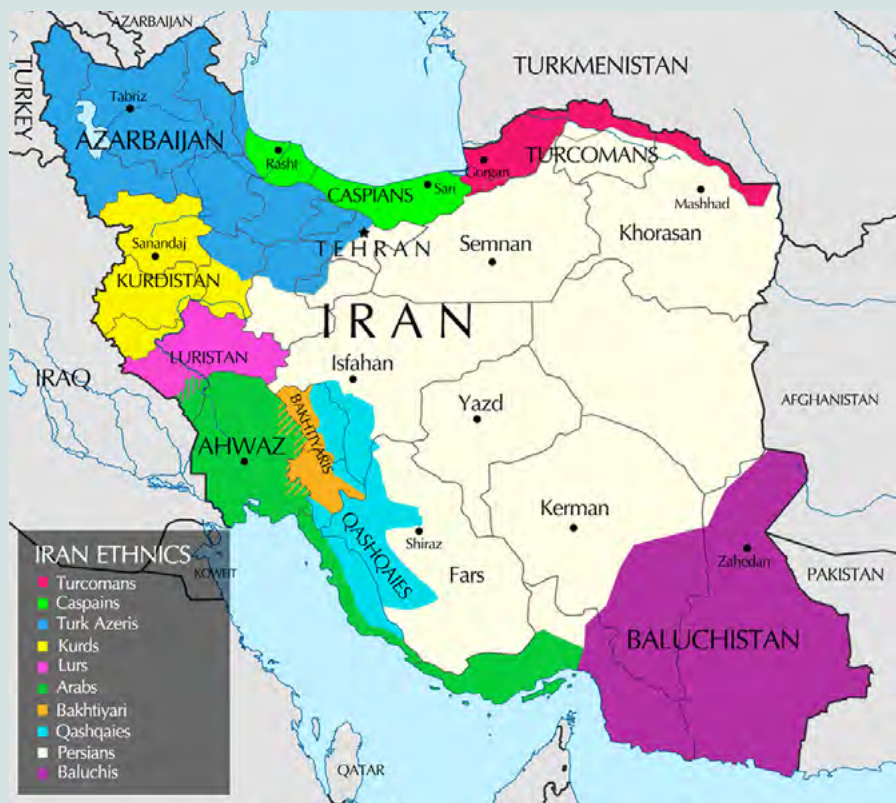 AZARBAIJAN
TURKEY
TURKMENISTAN
Tabriz
AZARBAIJAN
Rasht
CASPIANS
Sari
Gorgan
TURCOMANS
Mashhad
TEHRAN
Semnan
Khorasan
Sanandaj
KURDISTAN
IRAN
LURISTAN
Isfahan
IRAQ
Yazd
AFGHANISTAN
BAKHTIYARIS
AHWAZ
QASHQAIES
Kerman
Shiraz
Fars
Zahedan
PAKISTAN
BALUCHISTAN
KOWEIT
QATAR
IRAN ETHNICS
Turcomans
Caspains
Turk Azeris
Kurds
Lurs
Arabs
Bakhtiyari
Qashqaies
Persians
Baluchis